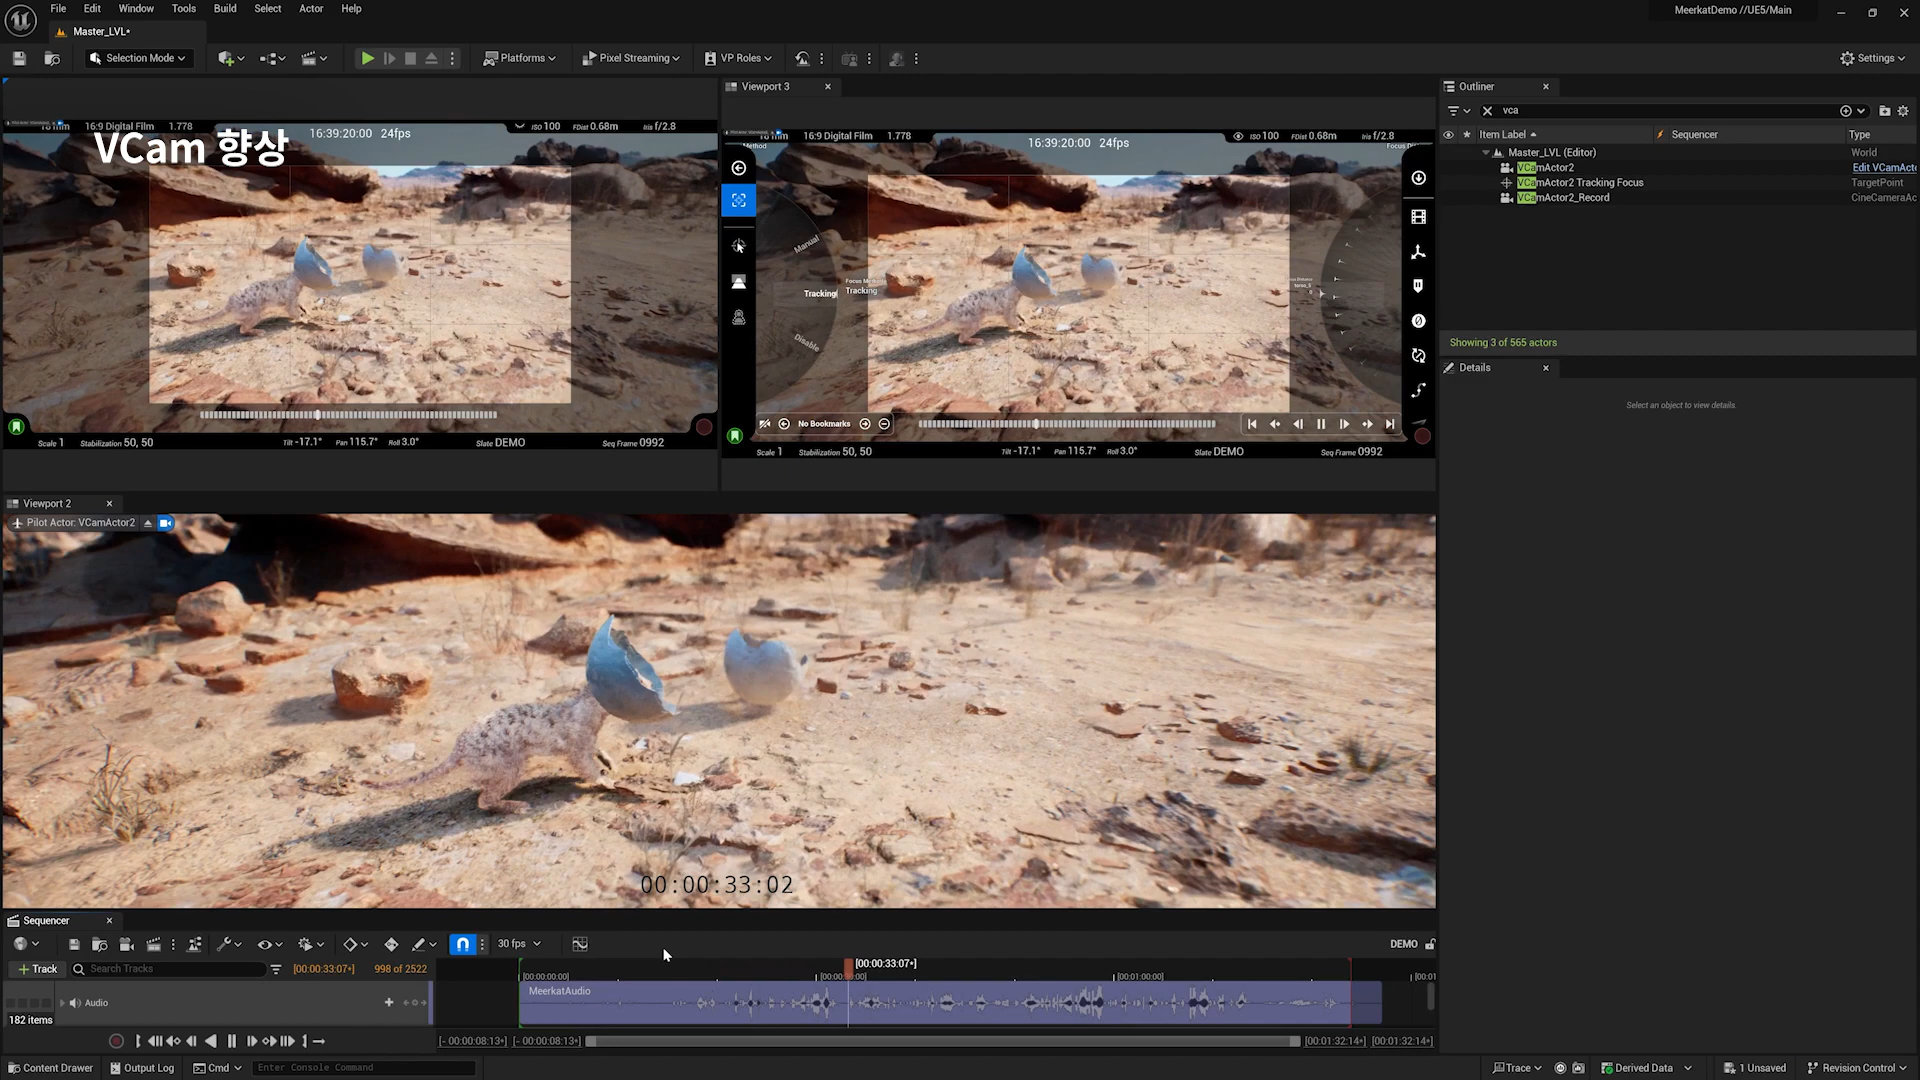 File Edit Window Tools Build Select Actor Help
MeerkatDemo //UE5/Main
Master_LVL•
Selection Mode
Platforms
Pixel Streaming
VP Roles
Settings
16:9 Digital Film 1.778
16:39:20:00 24fps
ISO 100 FDist 0.68m Iris f/2.8
VCam 향상
Scale 1 Stabilization 50, 50 Tilt -17.1° Pan 115.7° Roll 3.0° Slate DEMO Seq Frame 0992
Viewport 3
16:9 Digital Film 1.778
16:39:20:00 24fps
ISO 100 FDist 0.68m Iris f/2.8
Method
Manual
Tracking
Tracking
Disable
No Bookmarks
Scale 1 Stabilization 50, 50 Tilt -17.1° Pan 115.7° Roll 3.0° Slate DEMO Seq Frame 0992
Outliner
vca
Item Label Sequencer Type
Master_LVL (Editor) World
VCamActor2 Edit VCamActo
VCamActor2 Tracking Focus TargetPoint
VCamActor2_Record CineCameraAc
Showing 3 of 565 actors
Details
Select an object to view details.
Viewport 2
Pilot Actor: VCamActor2
00:00:33:02
Sequencer
30 fps
DEMO
Track
Search Tracks
[00:00:33:07•] 998 of 2522
[00:00:33:07•]
[00:00:00:00]
[00:01:00:00]
[00:01
MeerkatAudio
Audio
182 items
[- 00:00:08:13•] [- 00:00:08:13•] [00:01:32:14•] [00:01:32:14•]
Content Drawer
Output Log
Cmd
Enter Console Command
Trace
Derived Data
1 Unsaved
Revision Control